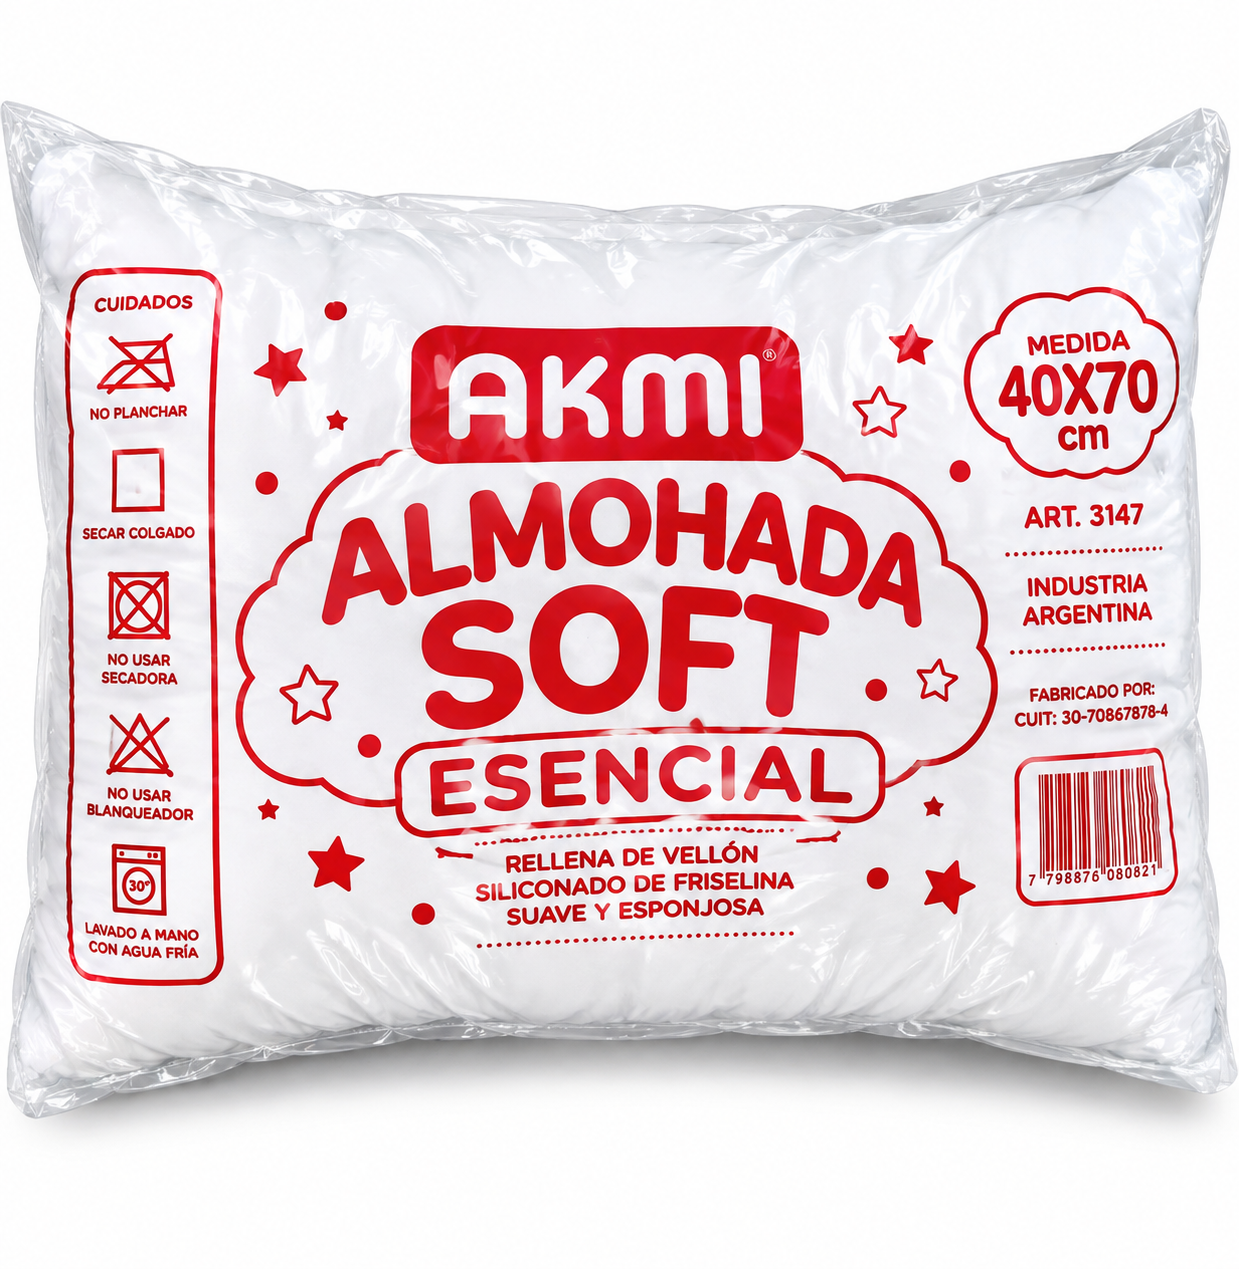 CUIDADOS
NO PLANCHAR
SECAR COLGADO
NO USAR
SECADORA
NO USAR
BLANQUEADOR
30°
LAVADO A MANO
CON AGUA FRÍA
AKMI®
ALMOHADA
SOFT
ESENCIAL
RELLENA DE VELLÓN
SILICONADO DE FRISELINA
SUAVE Y ESPONJOSA
MEDIDA
40X70
cm
ART. 3147
INDUSTRIA
ARGENTINA
FABRICADO POR:
CUIT: 30-70867878-4
7 798876 080821